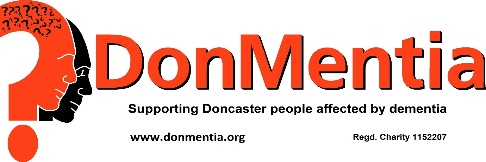 DonMentia
Supporting Doncaster people affected by dementia
www.donmentia.org Regd. Charity 1152207